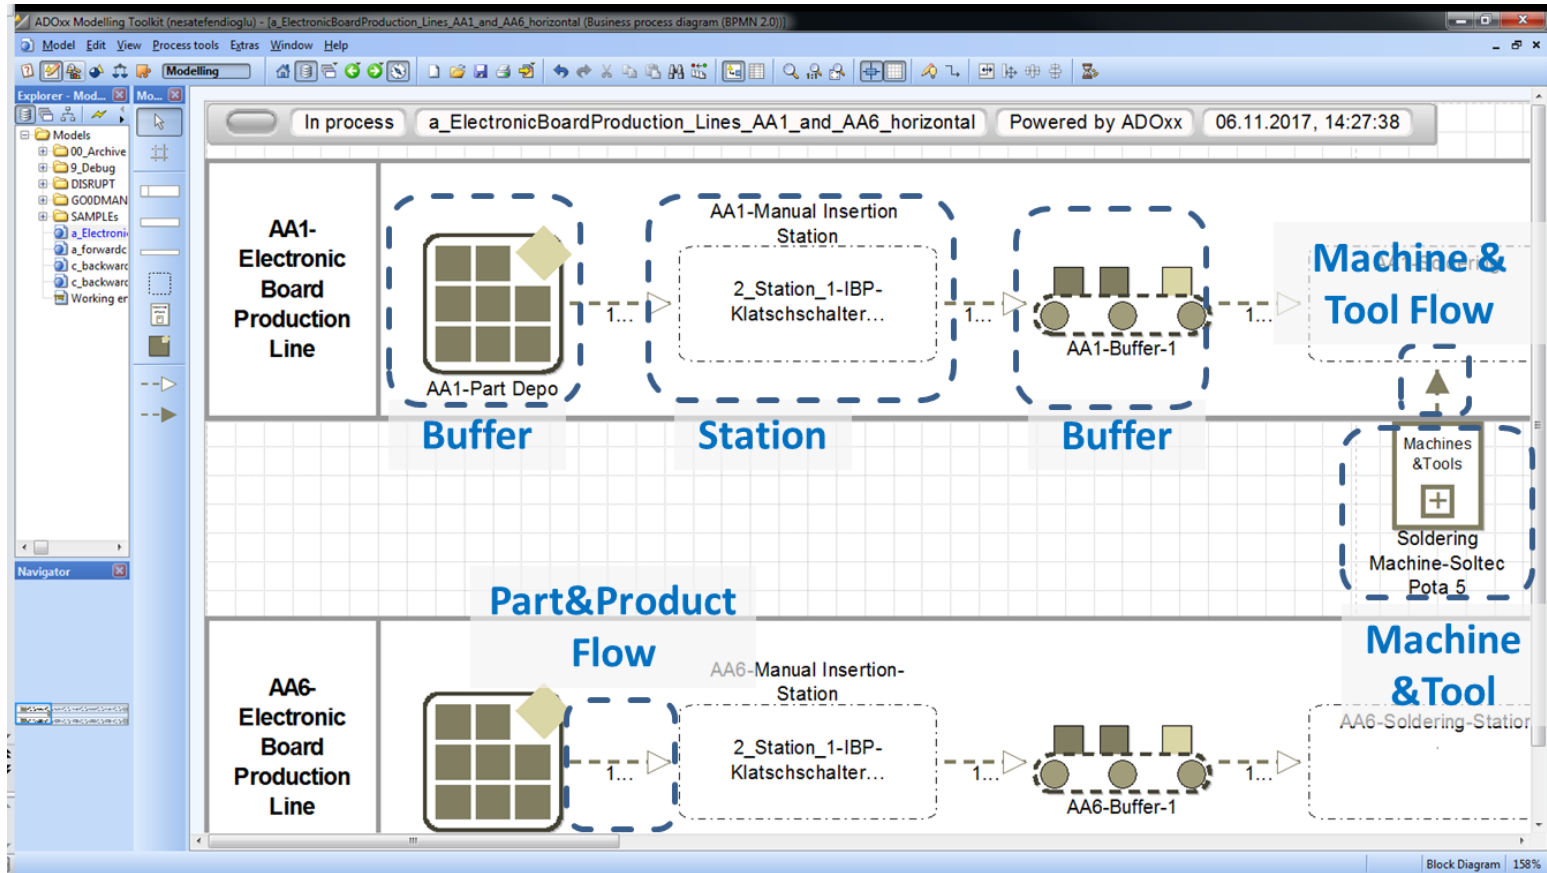 ADOxx Modelling Toolkit (nesatefendioglu) - [a_ElectronicBoardProduction_Lines_AA1_and_AA6_horizontal (Business process diagram (BPMN 2.0))]
Model Edit View Process tools Extras Window Help
Modelling
Explorer - Mod...
Mo...
Models
00_Archive
9_Debug
DISRUPT
GOODMAN
SAMPLEs
a_Electroni
a_forwardc
c_backward
c_backward
Working er
Navigator
In process
a_ElectronicBoardProduction_Lines_AA1_and_AA6_horizontal
Powered by ADOxx
06.11.2017, 14:27:38
AA1-
Electronic
Board
Production
Line
AA1-Part Depo
Buffer
1...
AA1-Manual Insertion
Station
2_Station_1-IBP-
Klatschschalter...
Station
1...
AA1-Buffer-1
Buffer
1...
AA1-Soldering
Machine &
Tool Flow
Machines
&Tools
Soldering
Machine-Soltec
Pota 5
Machine
&Tool
Part&Product
Flow
AA6-
Electronic
Board
Production
Line
1...
AA6-Manual Insertion-
Station
2_Station_1-IBP-
Klatschschalter...
1...
AA6-Buffer-1
1...
AA6-Soldering-Station
Block Diagram 158%